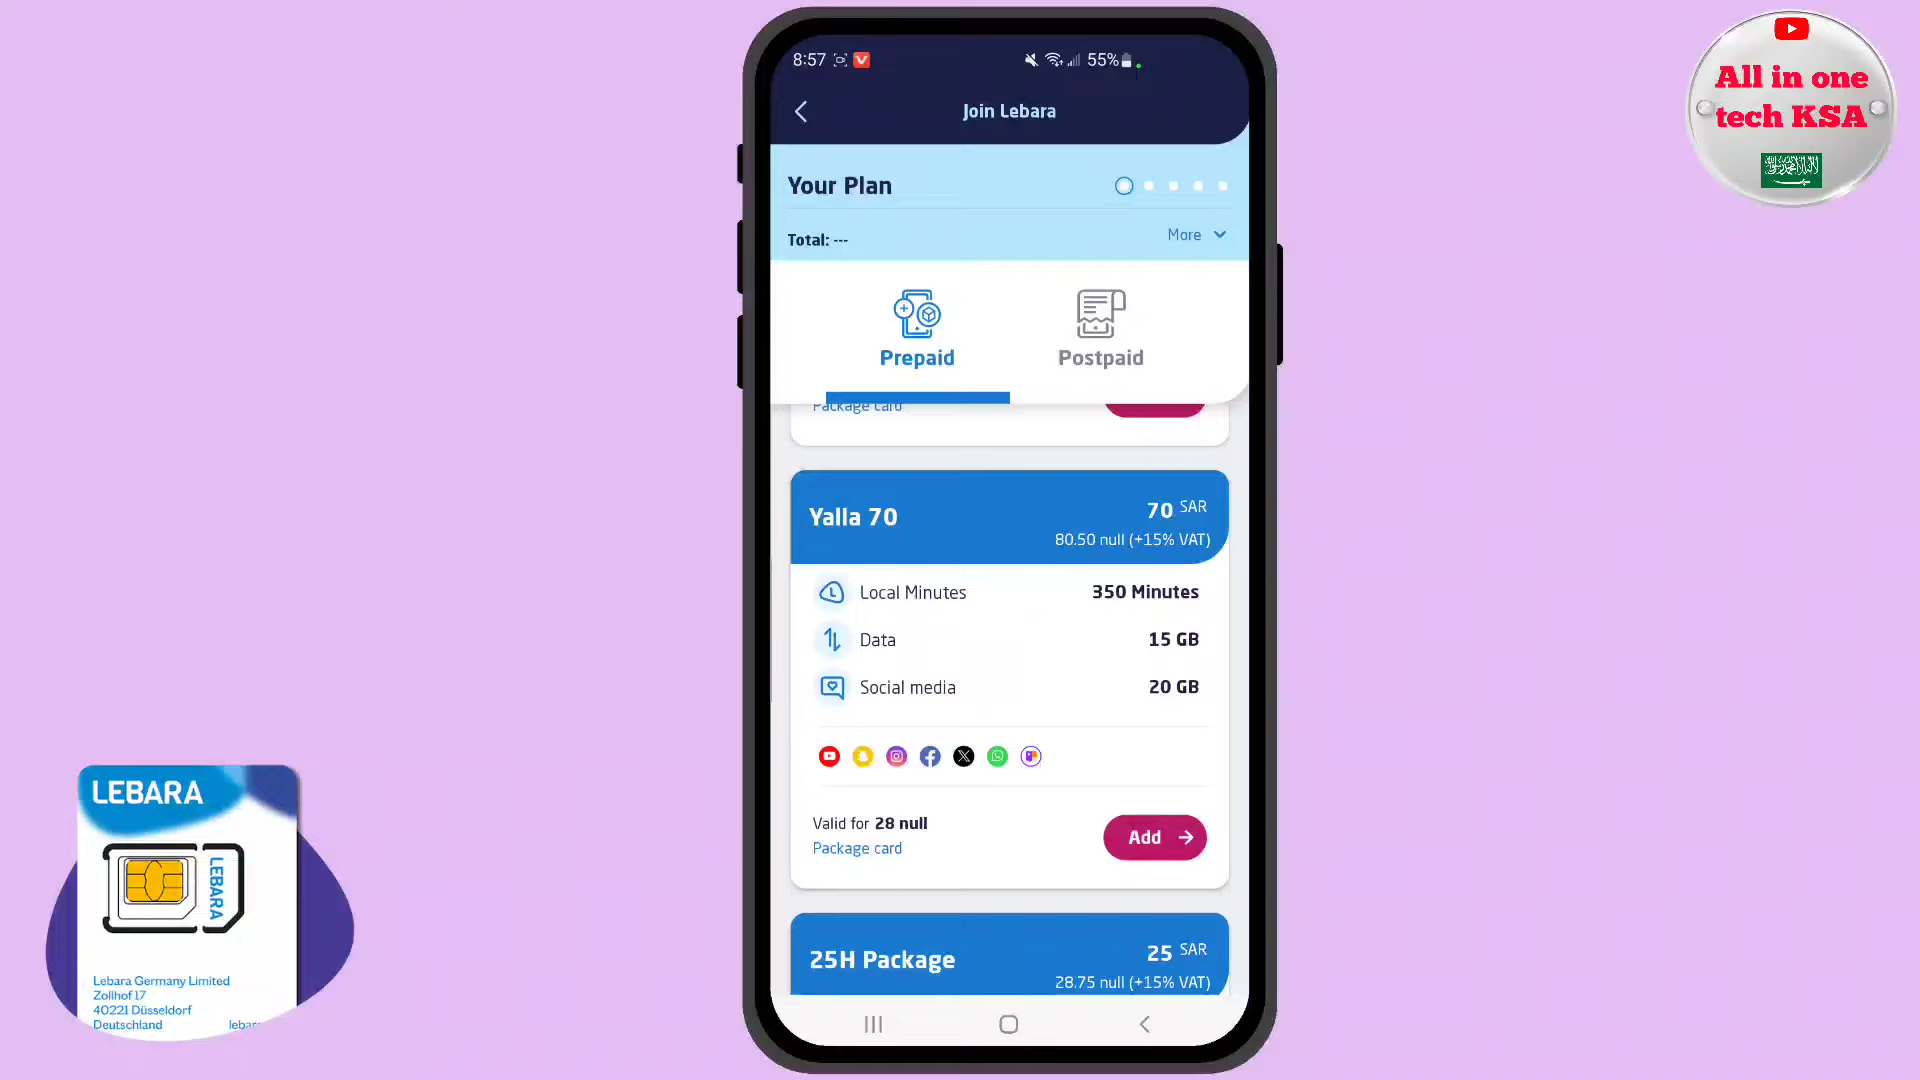 8:57
55%
Join Lebara
Your Plan
Total: ---
More
Prepaid
Postpaid
Package card
Yalla 70
70 SAR
80.50 null (+15% VAT)
Local Minutes
350 Minutes
Data
15 GB
Social media
20 GB
Valid for 28 null
Package card
Add
25H Package
25 SAR
28.75 null (+15% VAT)
All in one
tech KSA
LEBARA
LEBARA
Lebara Germany Limited
Zollhof 17
40221 Düsseldorf
Deutschland
lebar